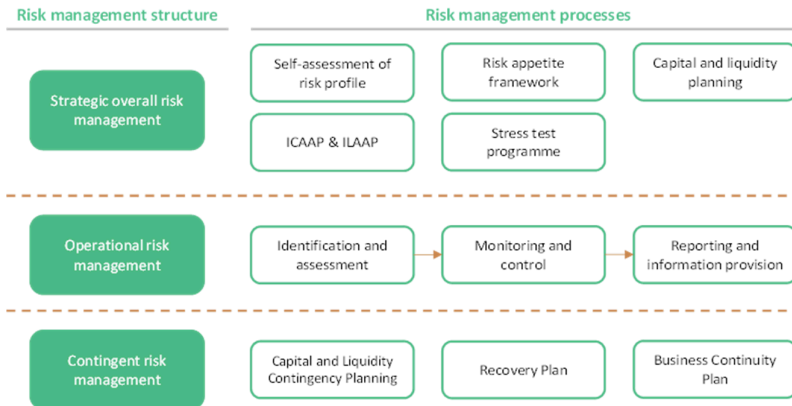 Risk management structure
Risk management processes
Strategic overall risk
management
Self-assessment of
risk profile
Risk appetite
framework
Capital and liquidity
planning
ICAAP & ILAAP
Stress test
programme
Operational risk
management
Identification and
assessment
Monitoring and
control
Reporting and
information provision
Contingent risk
management
Capital and Liquidity
Contingency Planning
Recovery Plan
Business Continuity
Plan